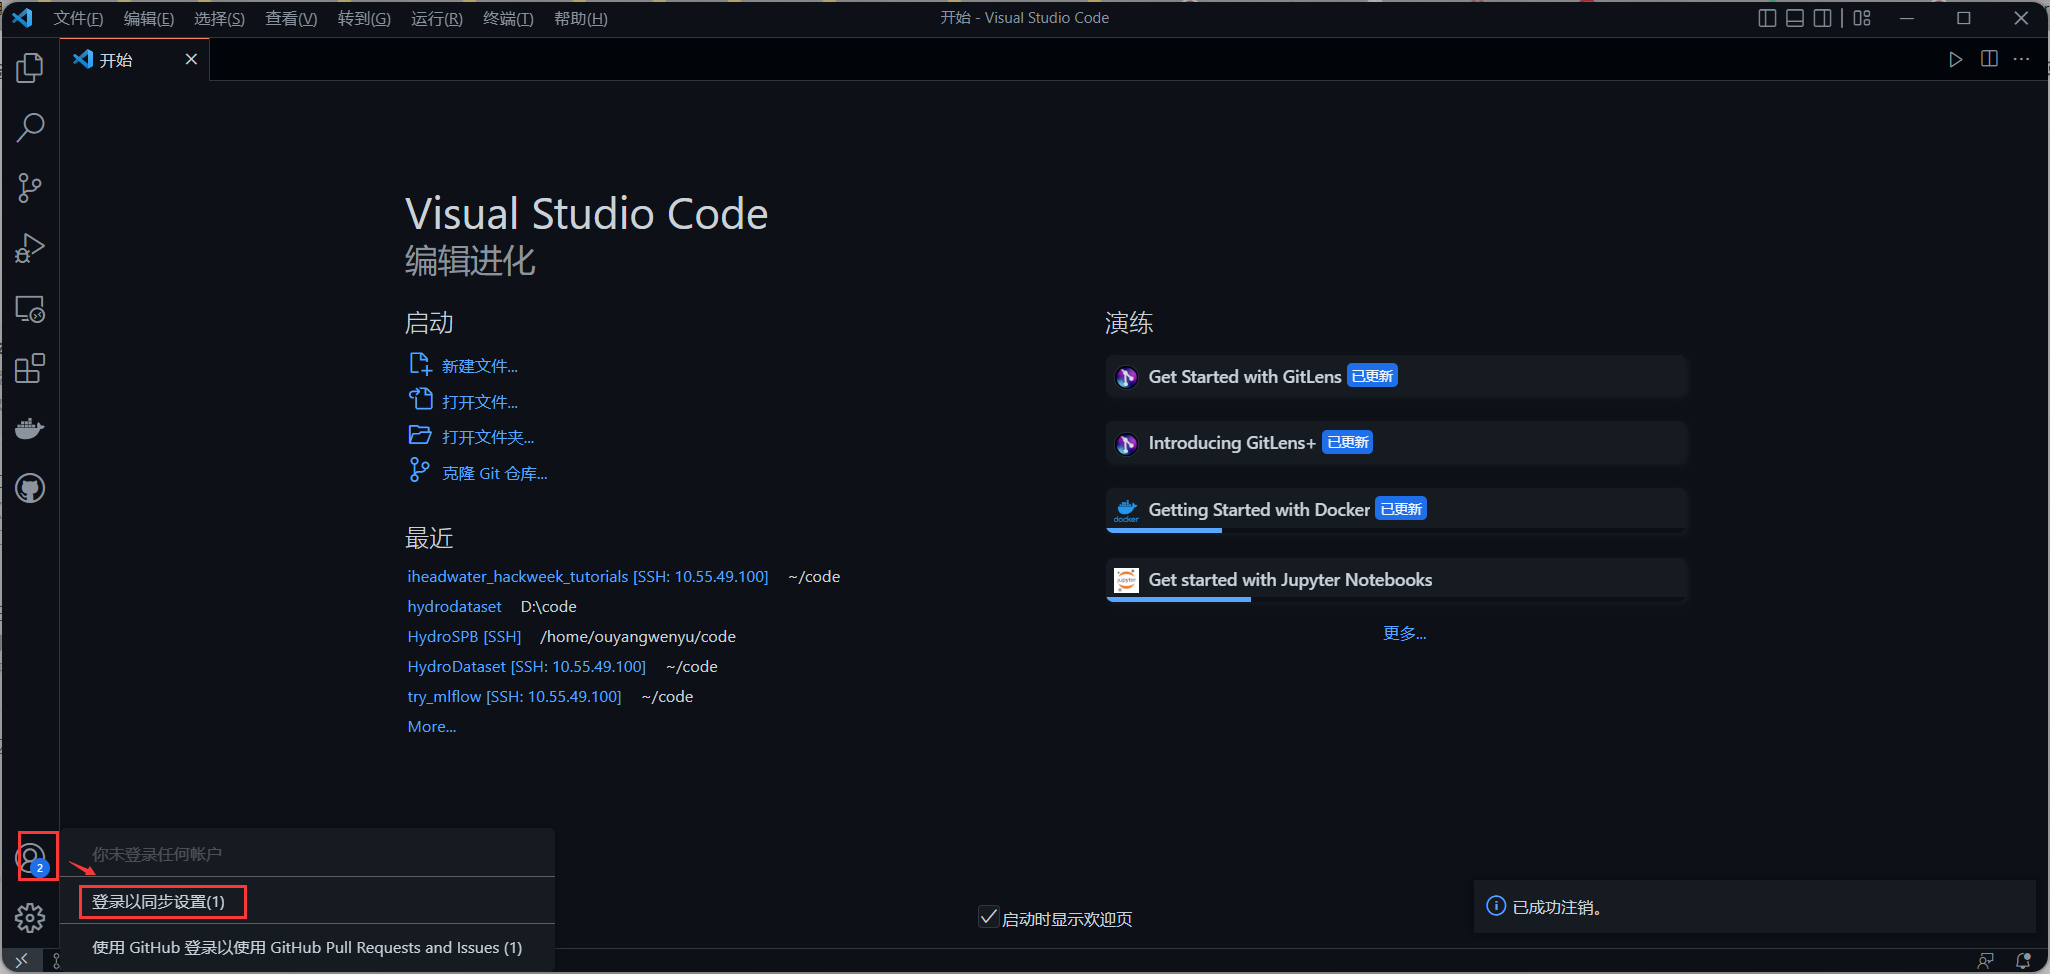 文件(F) 编辑(E) 选择(S) 查看(V) 转到(G) 运行(R) 终端(T) 帮助(H)
开始 - Visual Studio Code
开始
Visual Studio Code
编辑进化
启动
新建文件...
打开文件...
打开文件夹...
克隆 Git 仓库...
最近
iheadwater_hackweek_tutorials [SSH: 10.55.49.100] ~/code
hydrodataset D:\code
HydroSPB [SSH] /home/ouyangwenyu/code
HydroDataset [SSH: 10.55.49.100] ~/code
try_mlflow [SSH: 10.55.49.100] ~/code
More...
演练
Get Started with GitLens 已更新
Introducing GitLens+ 已更新
docker Getting Started with Docker 已更新
jupyter Get started with Jupyter Notebooks
更多...
2
你未登录任何帐户
登录以同步设置(1)
使用 GitHub 登录以使用 GitHub Pull Requests and Issues (1)
启动时显示欢迎页
已成功注销。